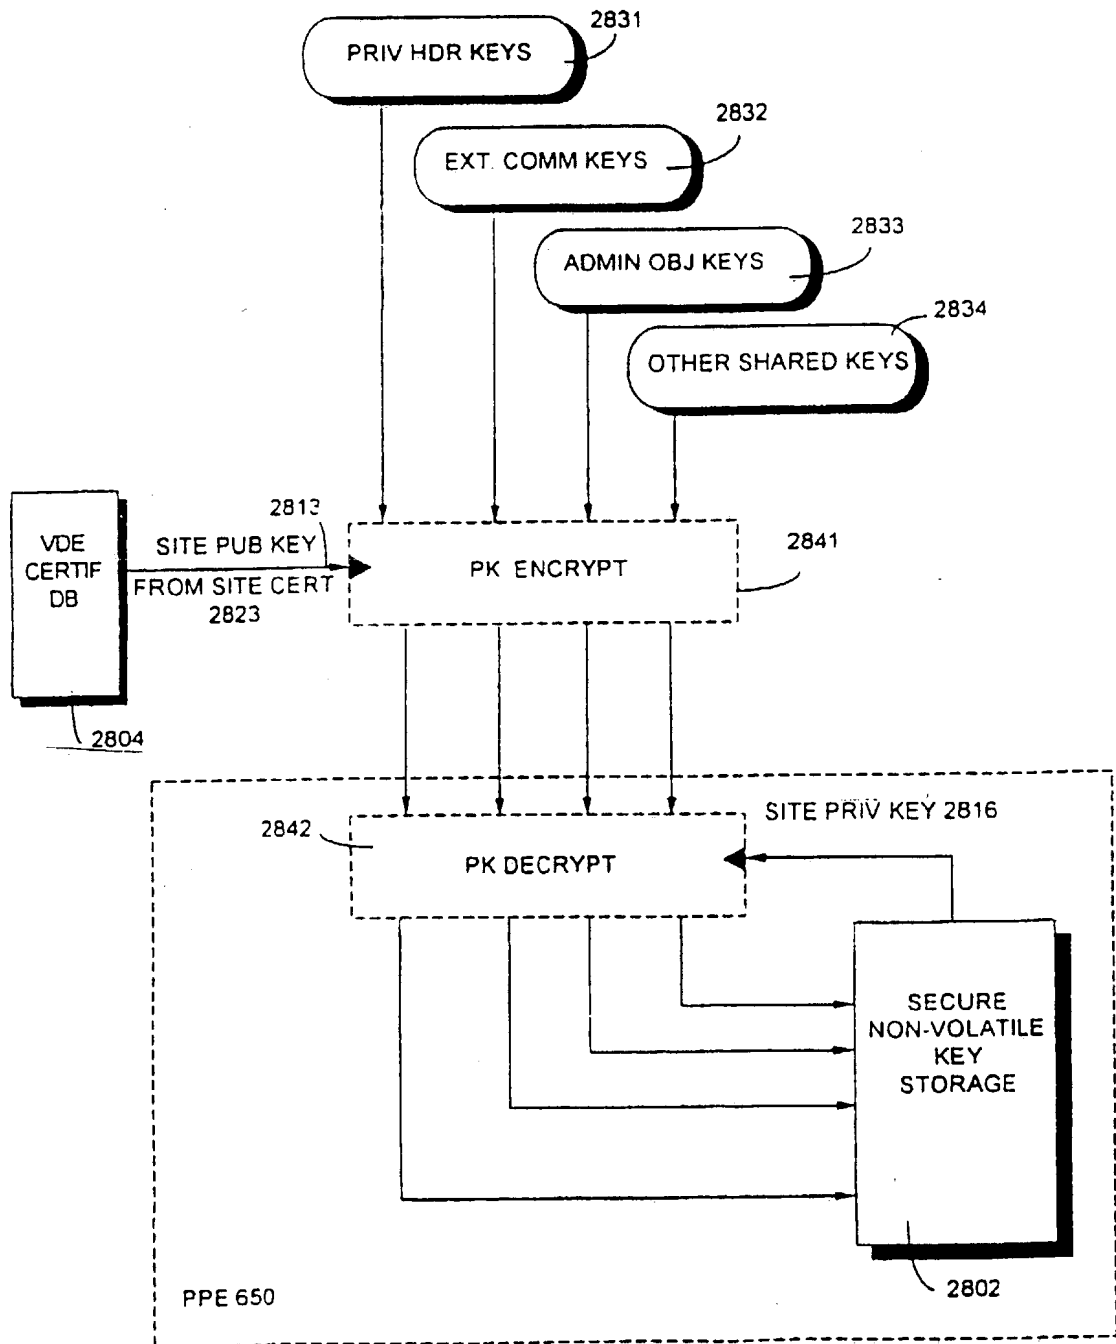 2831
PRIV HDR KEYS
2832
EXT. COMM KEYS
2833
ADMIN OBJ KEYS
2834
OTHER SHARED KEYS
2813
VDE
CERTIF
DB
SITE PUB KEY
FROM SITE CERT
2823
PK ENCRYPT
2841
2804
SITE PRIV KEY 2816
2842
PK DECRYPT
SECURE
NON-VOLATILE
KEY
STORAGE
2802
PPE 650